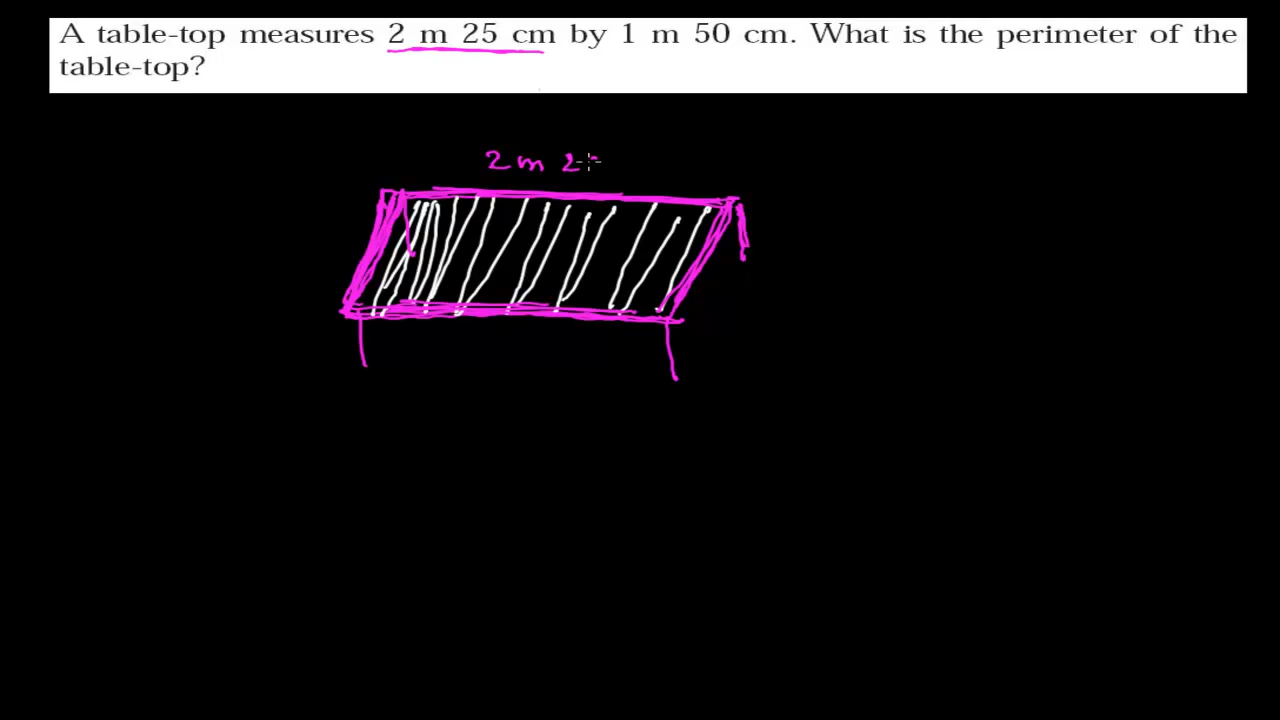 A table-top measures 2 m 25 cm by 1 m 50 cm. What is the perimeter of the
table-top?
2 m 2